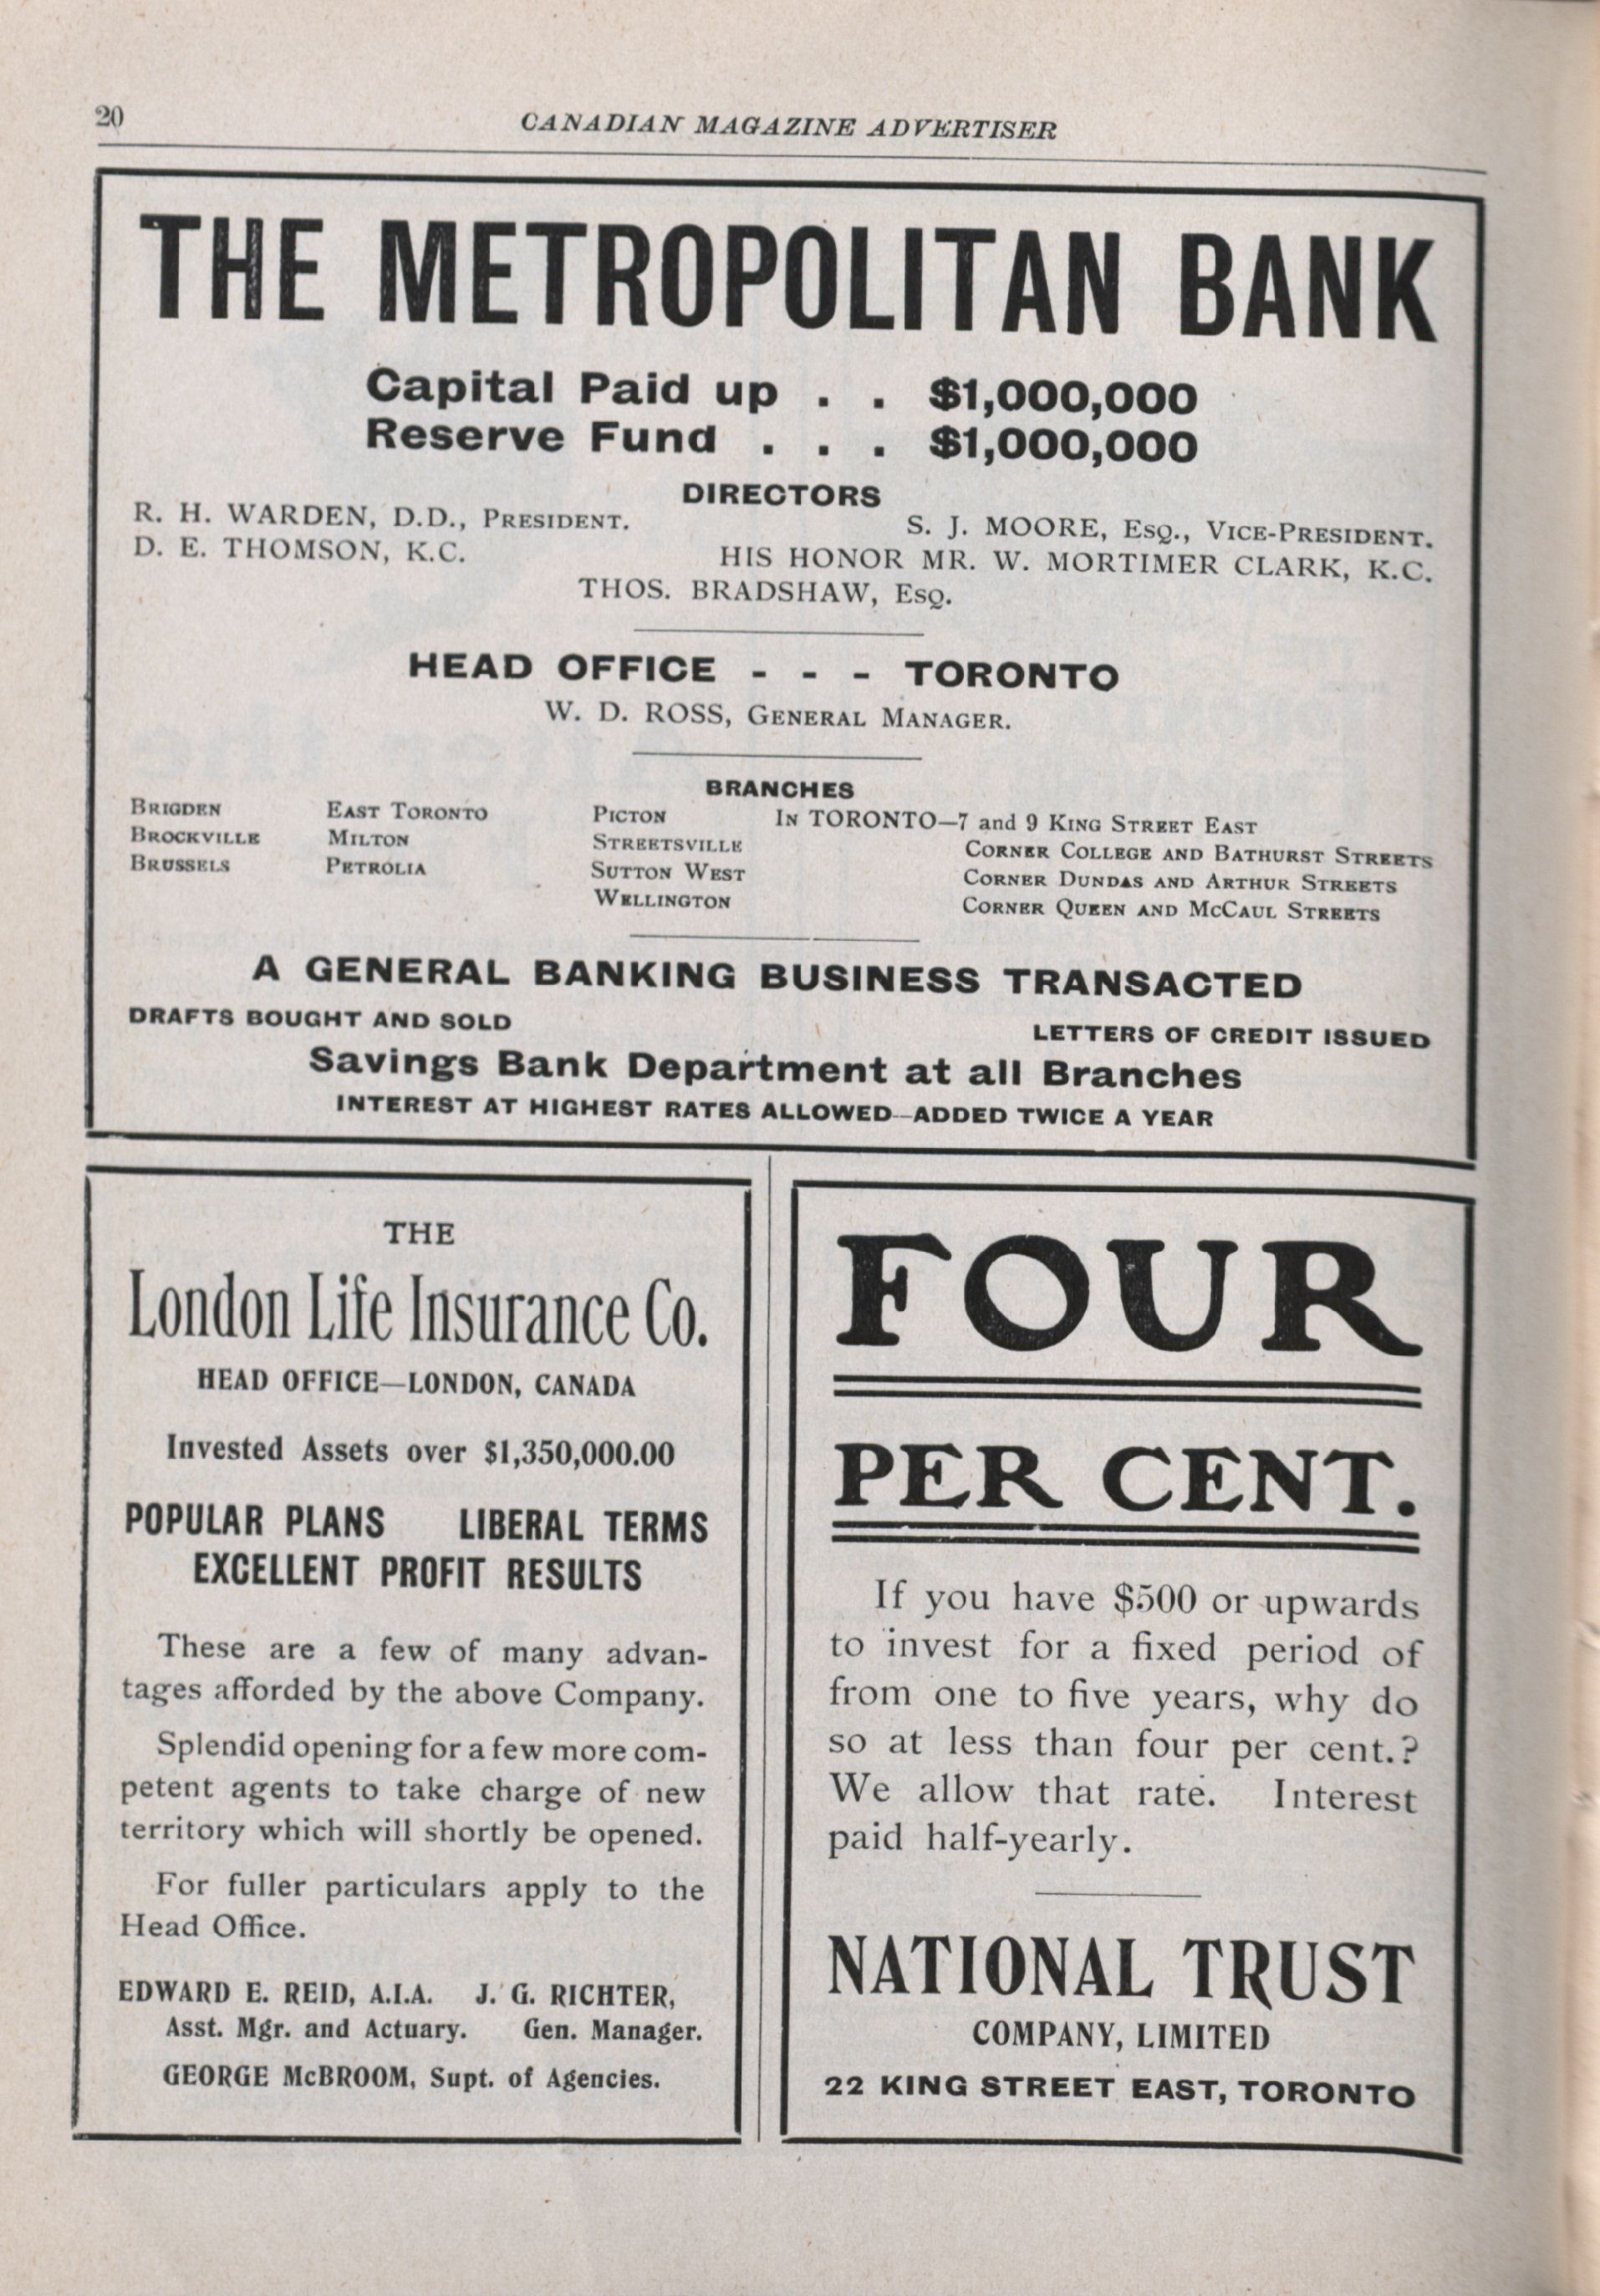 20
CANADIAN MAGAZINE ADVERTISER
THE METROPOLITAN BANK
Capital Paid up . . $1,000,000
Reserve Fund . . . $1,000,000
DIRECTORS
R. H. WARDEN, D.D., PRESIDENT.
S. J. MOORE, ESQ., VICE-PRESIDENT.
D. E. THOMSON, K.C.
HIS HONOR MR. W. MORTIMER CLARK, K.C.
THOS. BRADSHAW, ESQ.
HEAD OFFICE - - - TORONTO
W. D. ROSS, GENERAL MANAGER.
BRANCHES
BRIGDEN
BROCKVILLE
BRUSSELS
EAST TORONTO
MILTON
PETROLIA
PICTON
STREETSVILLE
SUTTON WEST
WELLINGTON
IN TORONTO—7 and 9 KING STREET EAST
CORNER COLLEGE AND BATHURST STREETS
CORNER DUNDAS AND ARTHUR STREETS
CORNER QUEEN AND MCCAUL STREETS
A GENERAL BANKING BUSINESS TRANSACTED
DRAFTS BOUGHT AND SOLD
LETTERS OF CREDIT ISSUED
Savings Bank Department at all Branches
INTEREST AT HIGHEST RATES ALLOWED—ADDED TWICE A YEAR
THE
London Life Insurance Co.
HEAD OFFICE—LONDON, CANADA
Invested Assets over $1,350,000.00
POPULAR PLANS LIBERAL TERMS
EXCELLENT PROFIT RESULTS
These are a few of many advan-
tages afforded by the above Company.
Splendid opening for a few more com-
petent agents to take charge of new
territory which will shortly be opened.
For fuller particulars apply to the
Head Office.
EDWARD E. REID, A.I.A. J. G. RICHTER,
Asst. Mgr. and Actuary. Gen. Manager.
GEORGE McBROOM, Supt. of Agencies.
FOUR
PER CENT.
If you have $500 or upwards
to invest for a fixed period of
from one to five years, why do
so at less than four per cent.?
We allow that rate. Interest
paid half-yearly.
NATIONAL TRUST
COMPANY, LIMITED
22 KING STREET EAST, TORONTO